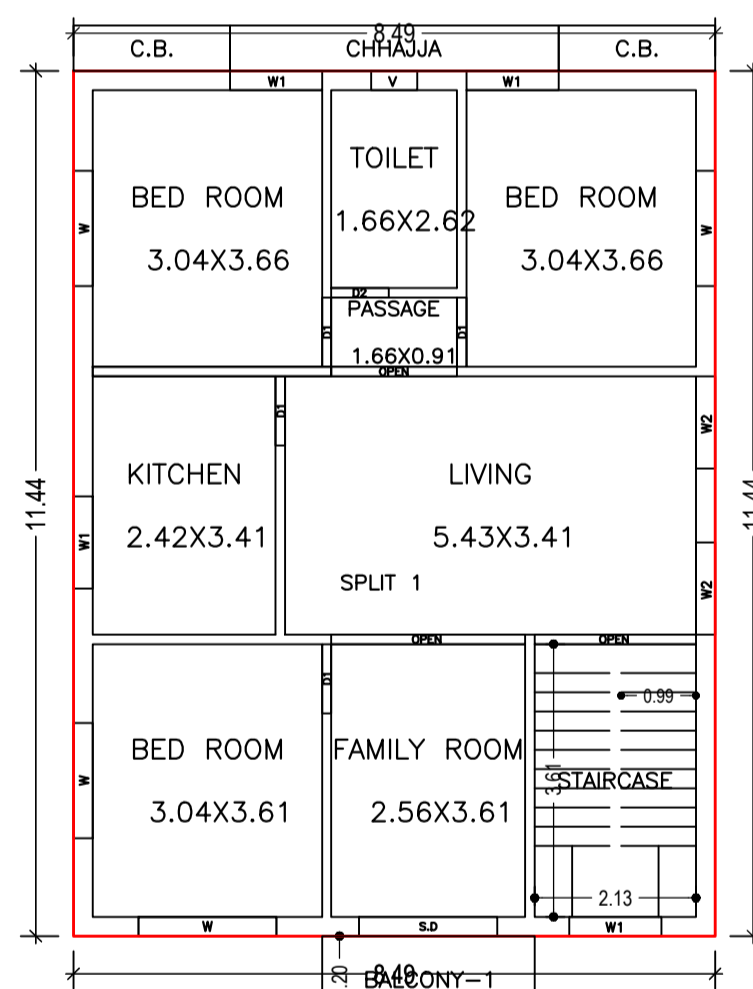 8.49
C.B. CHHAJJA C.B.
W1 V W1
TOILET
BED ROOM BED ROOM
1.66X2.62
W W
3.04X3.66 3.04X3.66
D2
PASSAGE
D1 D1
1.66X0.91
OPEN
D1 W2
KITCHEN LIVING
11.44 11.44
2.42X3.41 5.43X3.41
W1
SPLIT 1 W2
OPEN OPEN
D1 0.99
BED ROOM FAMILY ROOM
W 3.61 STAIRCASE
3.04X3.61 2.56X3.61
2.13
W S.D W1
.20
8.49
BALCONY-1